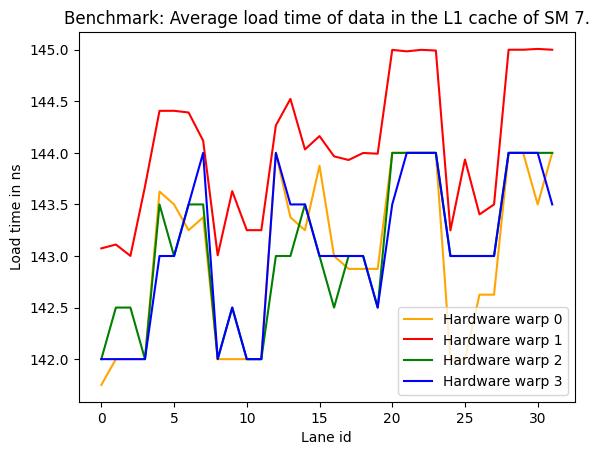 Benchmark: Average load time of data in the L1 cache of SM 7.
Load time in ns
145.0
144.5
144.0
143.5
143.0
142.5
142.0
Hardware warp 0
Hardware warp 1
Hardware warp 2
Hardware warp 3
0 5 10 15 20 25 30
Lane id